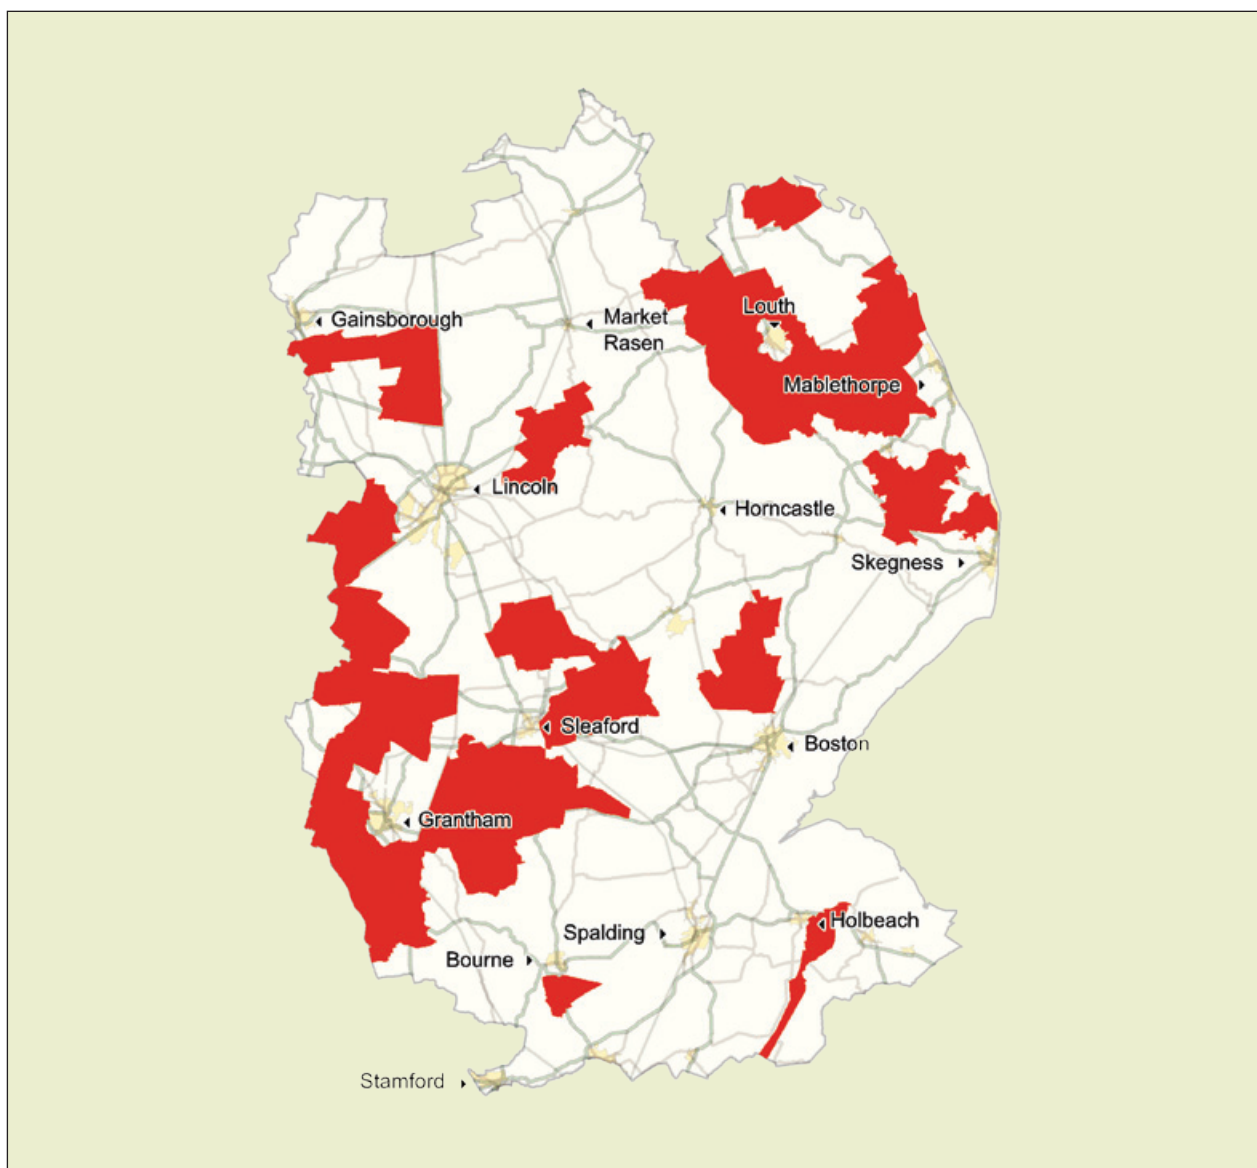 Louth
Gainsborough
Market
Rasen
Mablethorpe
Lincoln
Horncastle
Skegness
Sleaford
Boston
Grantham
Holbeach
Spalding
Bourne
Stamford